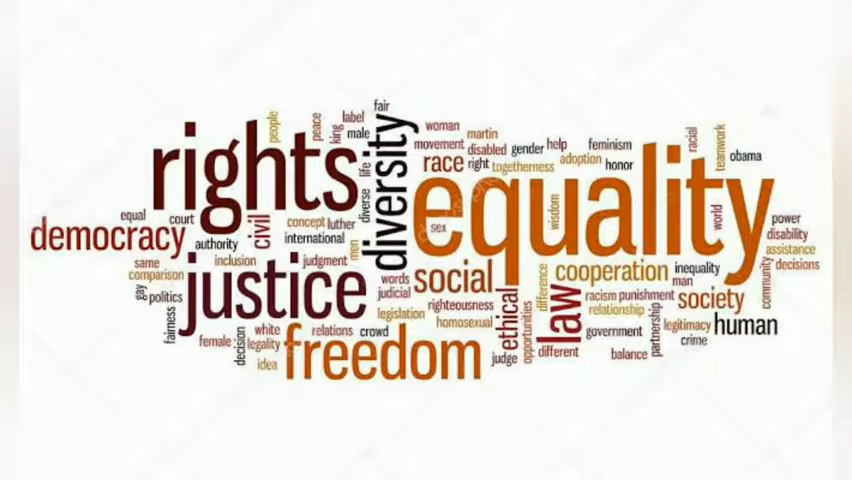 fair
label
people
peace
king
male
rights
diversity
life
diverse
woman
martin
movement
disabled
gender
help
feminism
racial
teamwork
race
right
togetherness
adoption
honor
obama
equality
sex
wisdom
world
equal
court
civil
concept
luther
democracy
authority
international
men
power
disability
assistance
decisions
community
same
comparison
inclusion
judgment
gay
politics
justice
words
judicial
social
difference
cooperation
inequality
man
legislation
righteousness
ethical
opportunities
law
racism
punishment
relationship
society
fairness
homosexual
partnership
legitimacy
human
female
decision
white
legality
relations
crowd
government
crime
idea
freedom
judge
different
balance